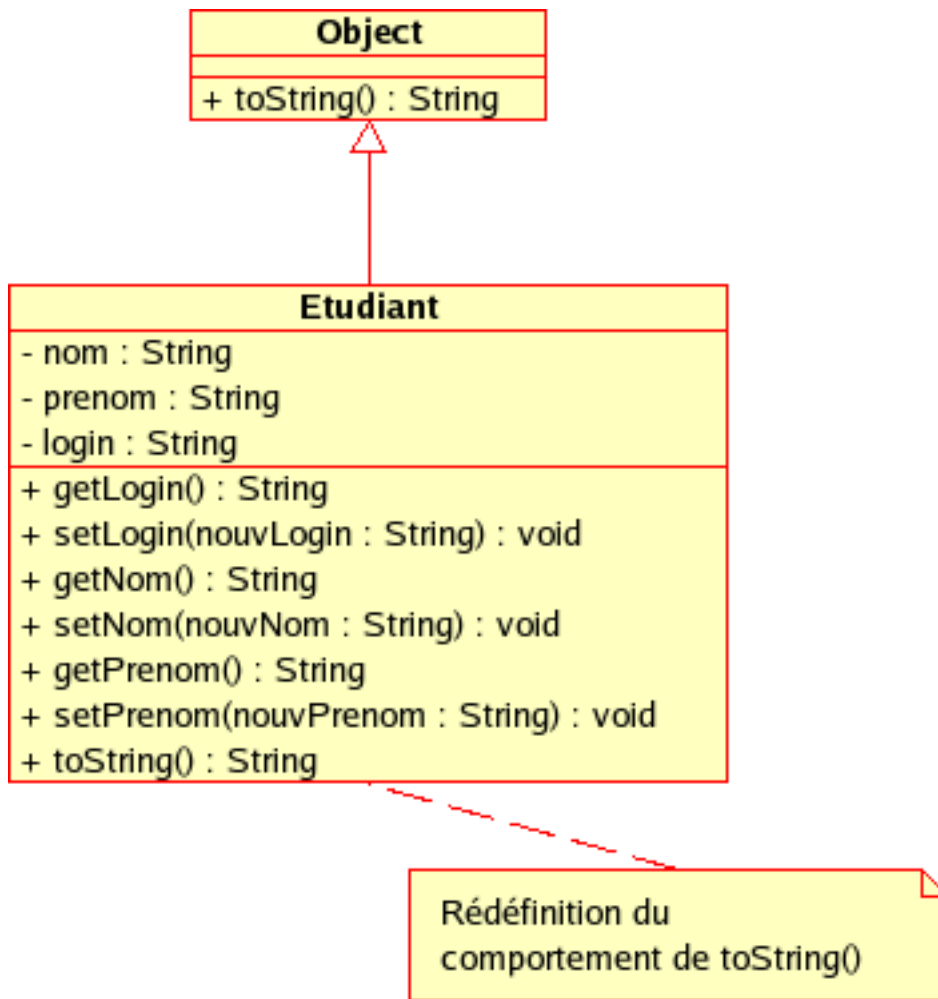 Object
+ toString() : String
Etudiant
- nom : String
- prenom : String
- login : String
+ getLogin() : String
+ setLogin(nouvLogin : String) : void
+ getNom() : String
+ setNom(nouvNom : String) : void
+ getPrenom() : String
+ setPrenom(nouvPrenom : String) : void
+ toString() : String
Rédéfinition du
comportement de toString()